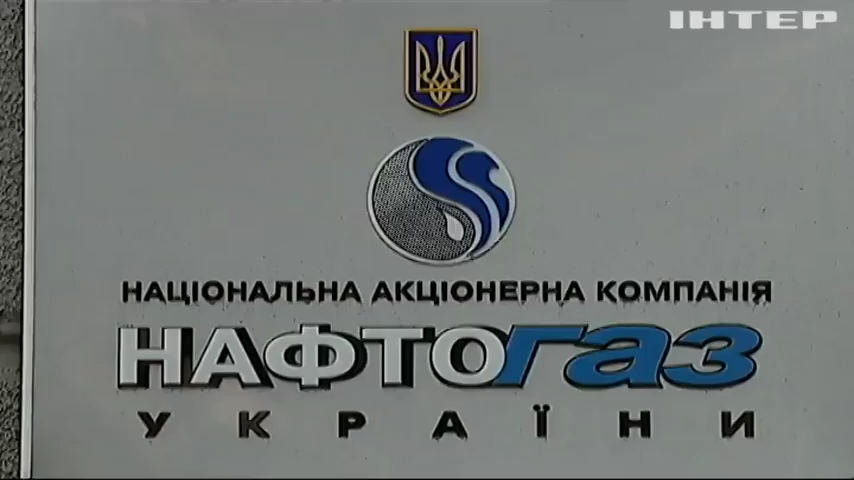 ІНТЕР
НАЦІОНАЛЬНА АКЦІОНЕРНА КОМПАНІЯ
НАФТОГАЗ
УКРАЇНИ